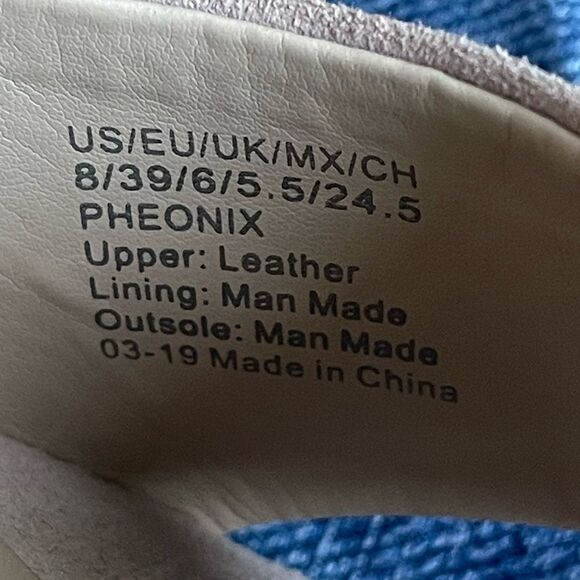 US/EU/UK/MX/CH
8/39/6/5.5/24.5
PHEONIX
Upper: Leather
Lining: Man Made
Outsole: Man Made
03-19 Made in China